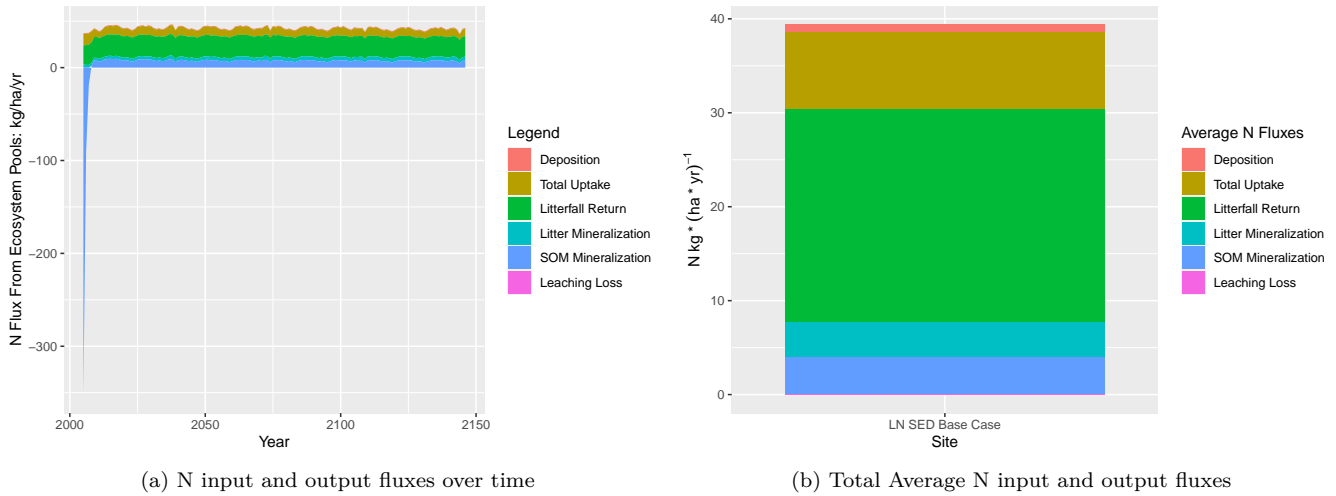 N Flux From Ecosystem Pools: kg/ha/yr
0
−100
−200
−300
2000
2050
2100
2150
Year
Legend
Deposition
Total Uptake
Litterfall Return
Litter Mineralization
SOM Mineralization
Leaching Loss
(a) N input and output fluxes over time
N kg * (ha * yr)⁻¹
40
30
20
10
0
LN SED Base Case
Site
Average N Fluxes
Deposition
Total Uptake
Litterfall Return
Litter Mineralization
SOM Mineralization
Leaching Loss
(b) Total Average N input and output fluxes